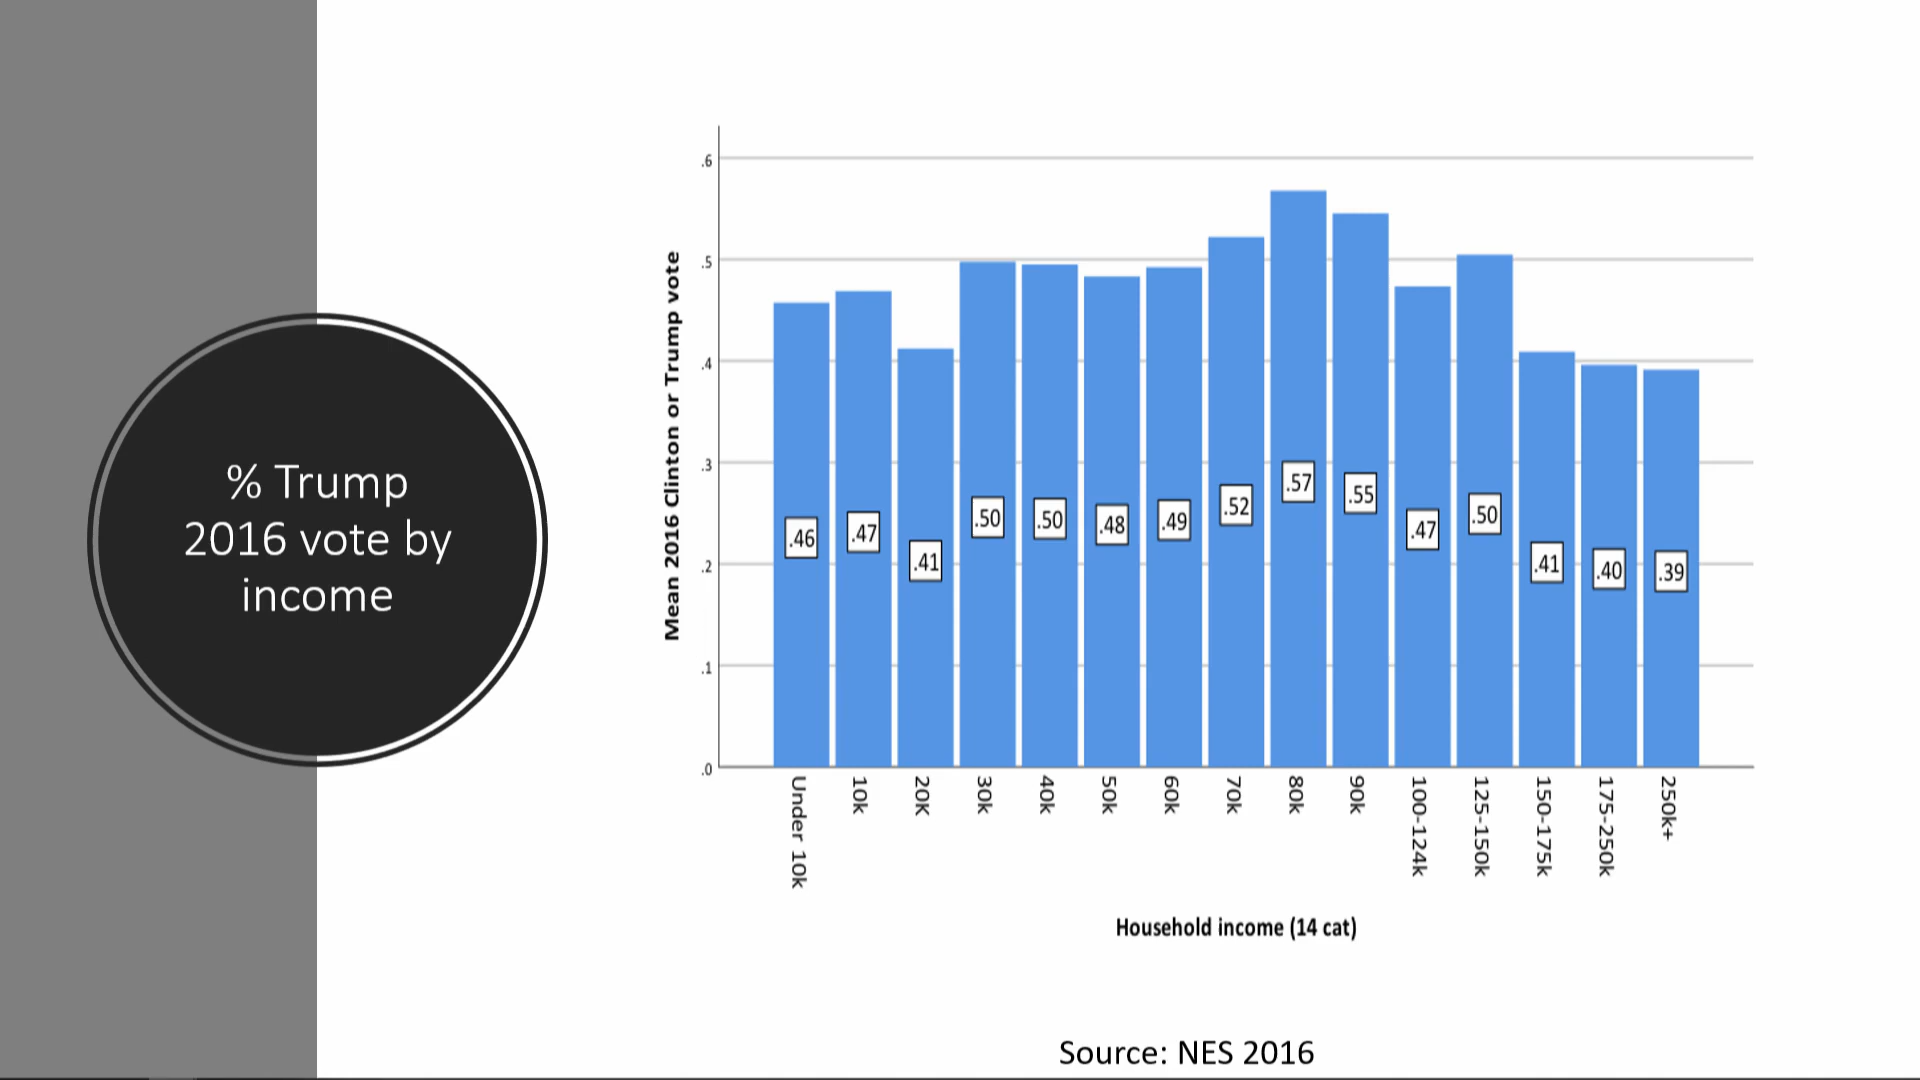 % Trump
2016 vote by
income
Mean 2016 Clinton or Trump vote
.6
.5
.4
.3
.2
.1
.0
.46
.47
.41
.50
.50
.48
.49
.52
.57
.55
.47
.50
.41
.40
.39
Under 10k
10k
20K
30k
40k
50k
60k
70k
80k
90k
100-124k
125-150k
150-175k
175-250k
250k+
Household income (14 cat)
Source: NES 2016